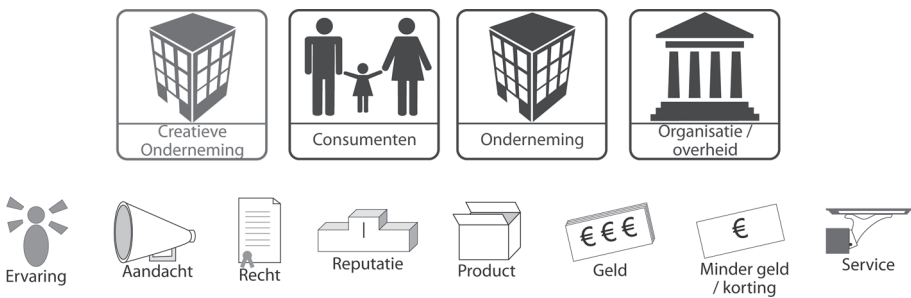 Creatieve
Onderneming
Consumenten
Onderneming
Organisatie /
overheid
Ervaring
Aandacht
Recht
I
Reputatie
Product
€ € €
Geld
€
Minder geld
/ korting
Service